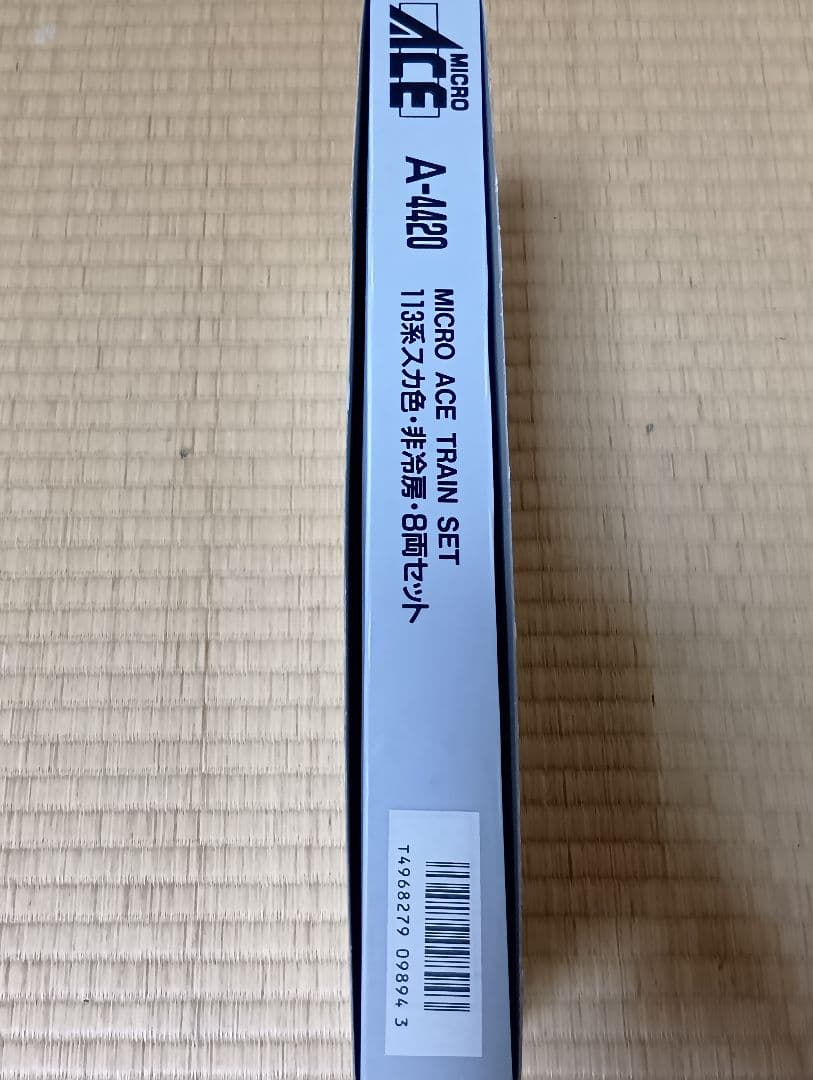 MICRO
ACE
A-4420
MICRO ACE TRAIN SET
113系スカ色・非冷房・8両セット
T4968279 09894 3